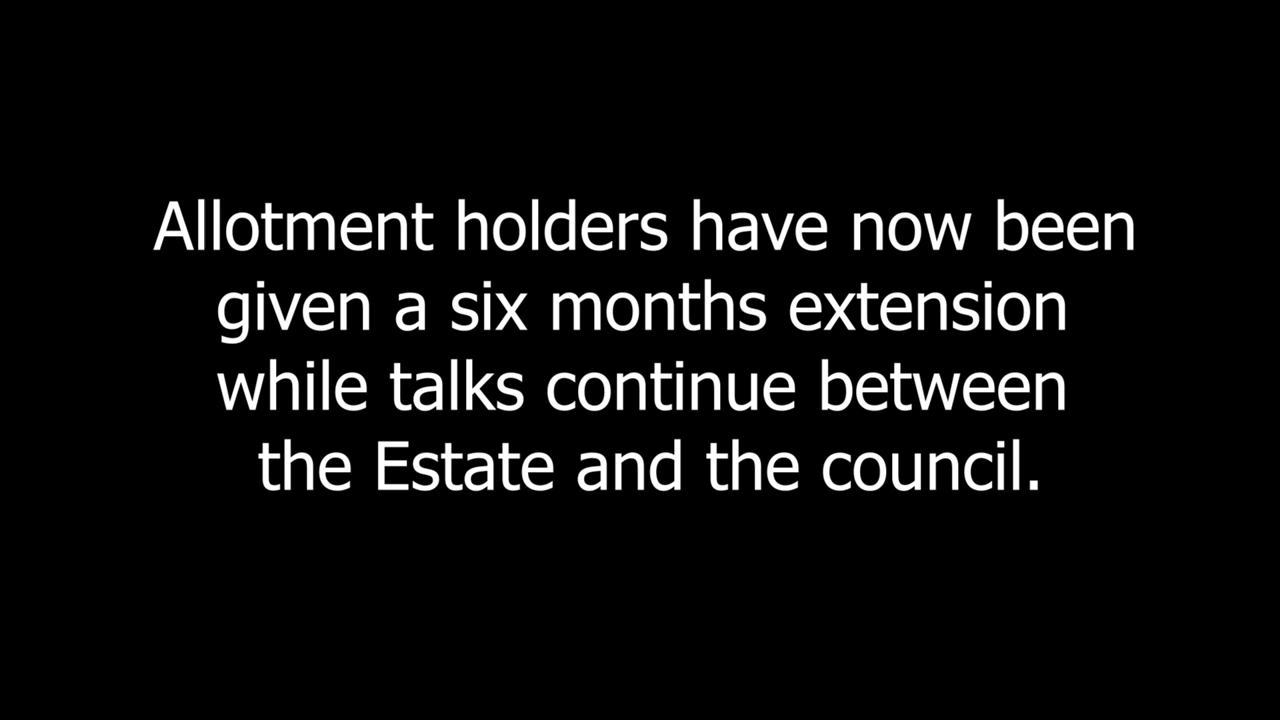 Allotment holders have now been
given a six months extension
while talks continue between
the Estate and the council.